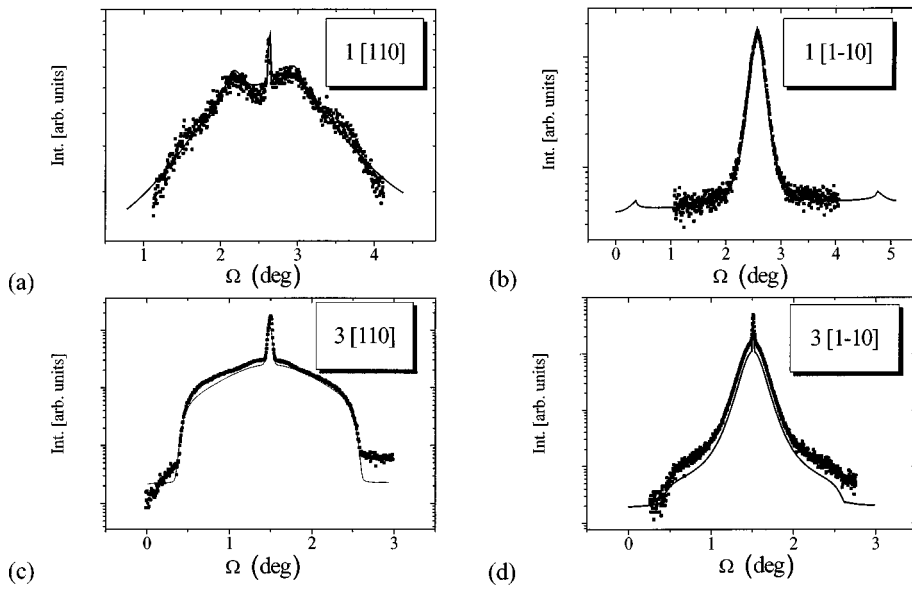 1 [110]
Int. [arb. units]
1 2 3 4
Ω (deg)
(a)
1 [1-10]
Int. [arb. units]
0 1 2 3 4 5
Ω (deg)
(b)
3 [110]
Int. [arb. units]
0 1 2 3
Ω (deg)
(c)
3 [1-10]
Int. [arb. units]
0 1 2 3
Ω (deg)
(d)